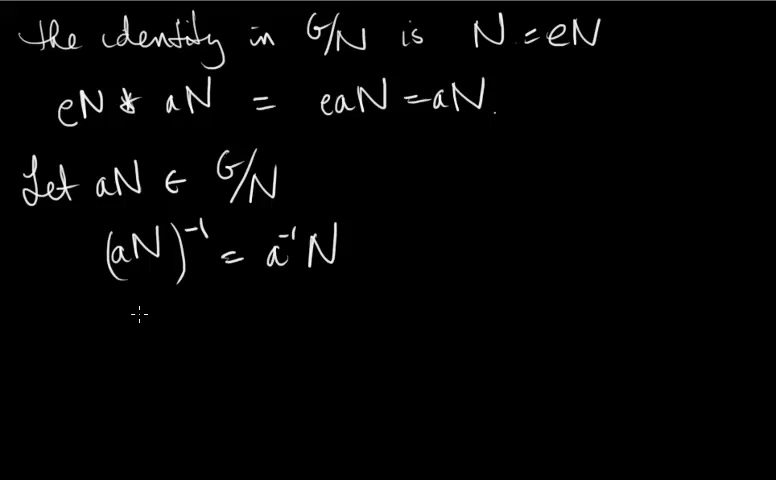 the identity in G/N is N = eN
eN * aN = eaN = aN.
Let aN ∈ G/N
(aN)⁻¹ = a⁻¹N